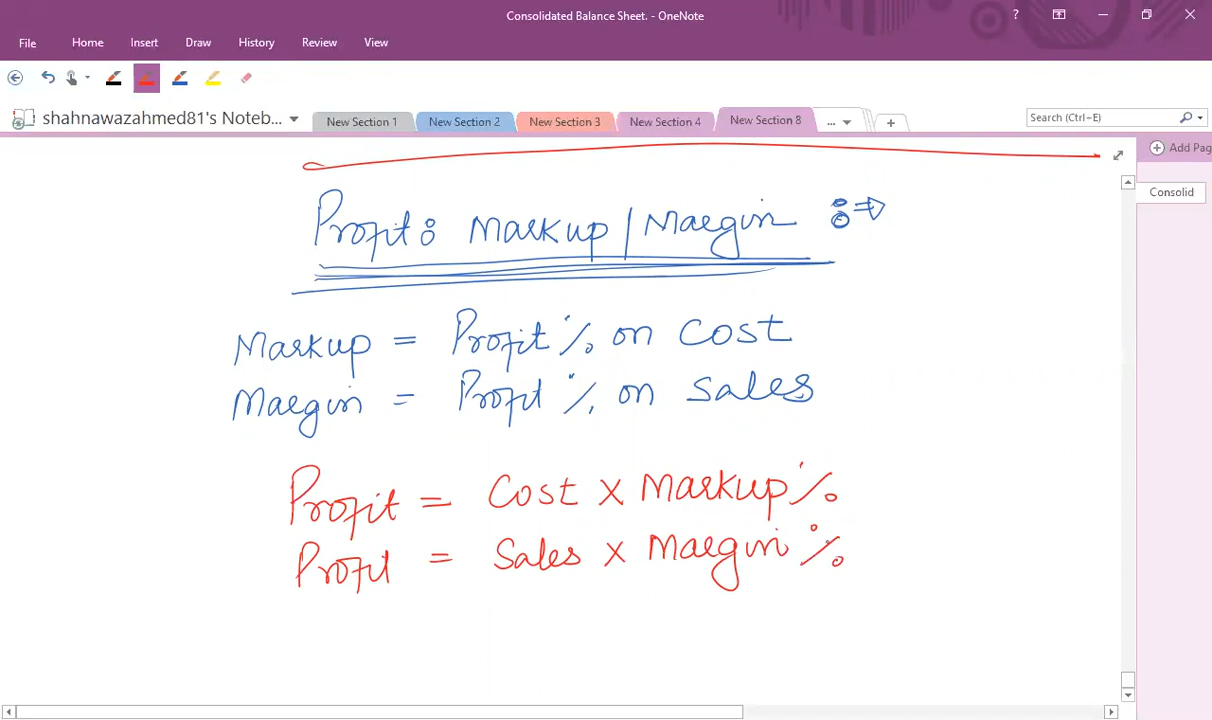 Consolidated Balance Sheet. - OneNote
?
File Home Insert Draw History Review View
shahnawazahmed81's Noteb... New Section 1 New Section 2 New Section 3 New Section 4 New Section 8 ... + Search (Ctrl+E)
Add Pag
Consolid
Profit: Markup/Margin :⇒
Markup = Profit % on Cost
Margin = Profit % on Sales
Profit = Cost X Markup %
Profit = Sales X Margin %